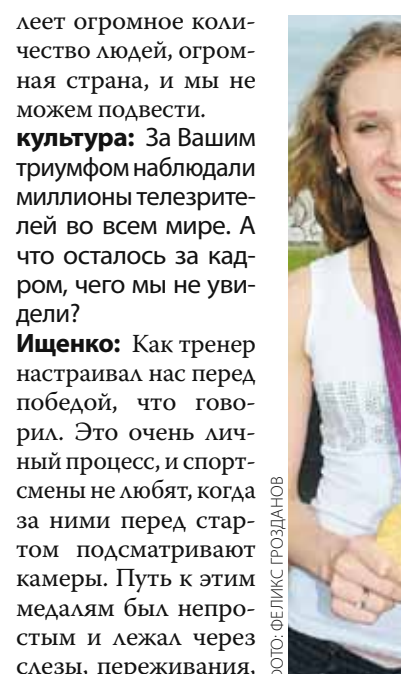 леет огромное коли-
чество людей, огром-
ная страна, и мы не
можем подвести.
культура: За Вашим
триумфом наблюдали
миллионы телезрите-
лей во всем мире. А
что осталось за кад-
ром, чего мы не уви-
дели?
Ищенко: Как тренер
настраивал нас перед
победой, что гово-
рил. Это очень лич-
ный процесс, и спорт-
смены не любят, когда
за ними перед стар-
том подсматривают
камеры. Путь к этим
медалям был непро-
стым и лежал через
слезы, переживания,
ФОТО: ФЕЛИКС ГРОЗДАНОВ